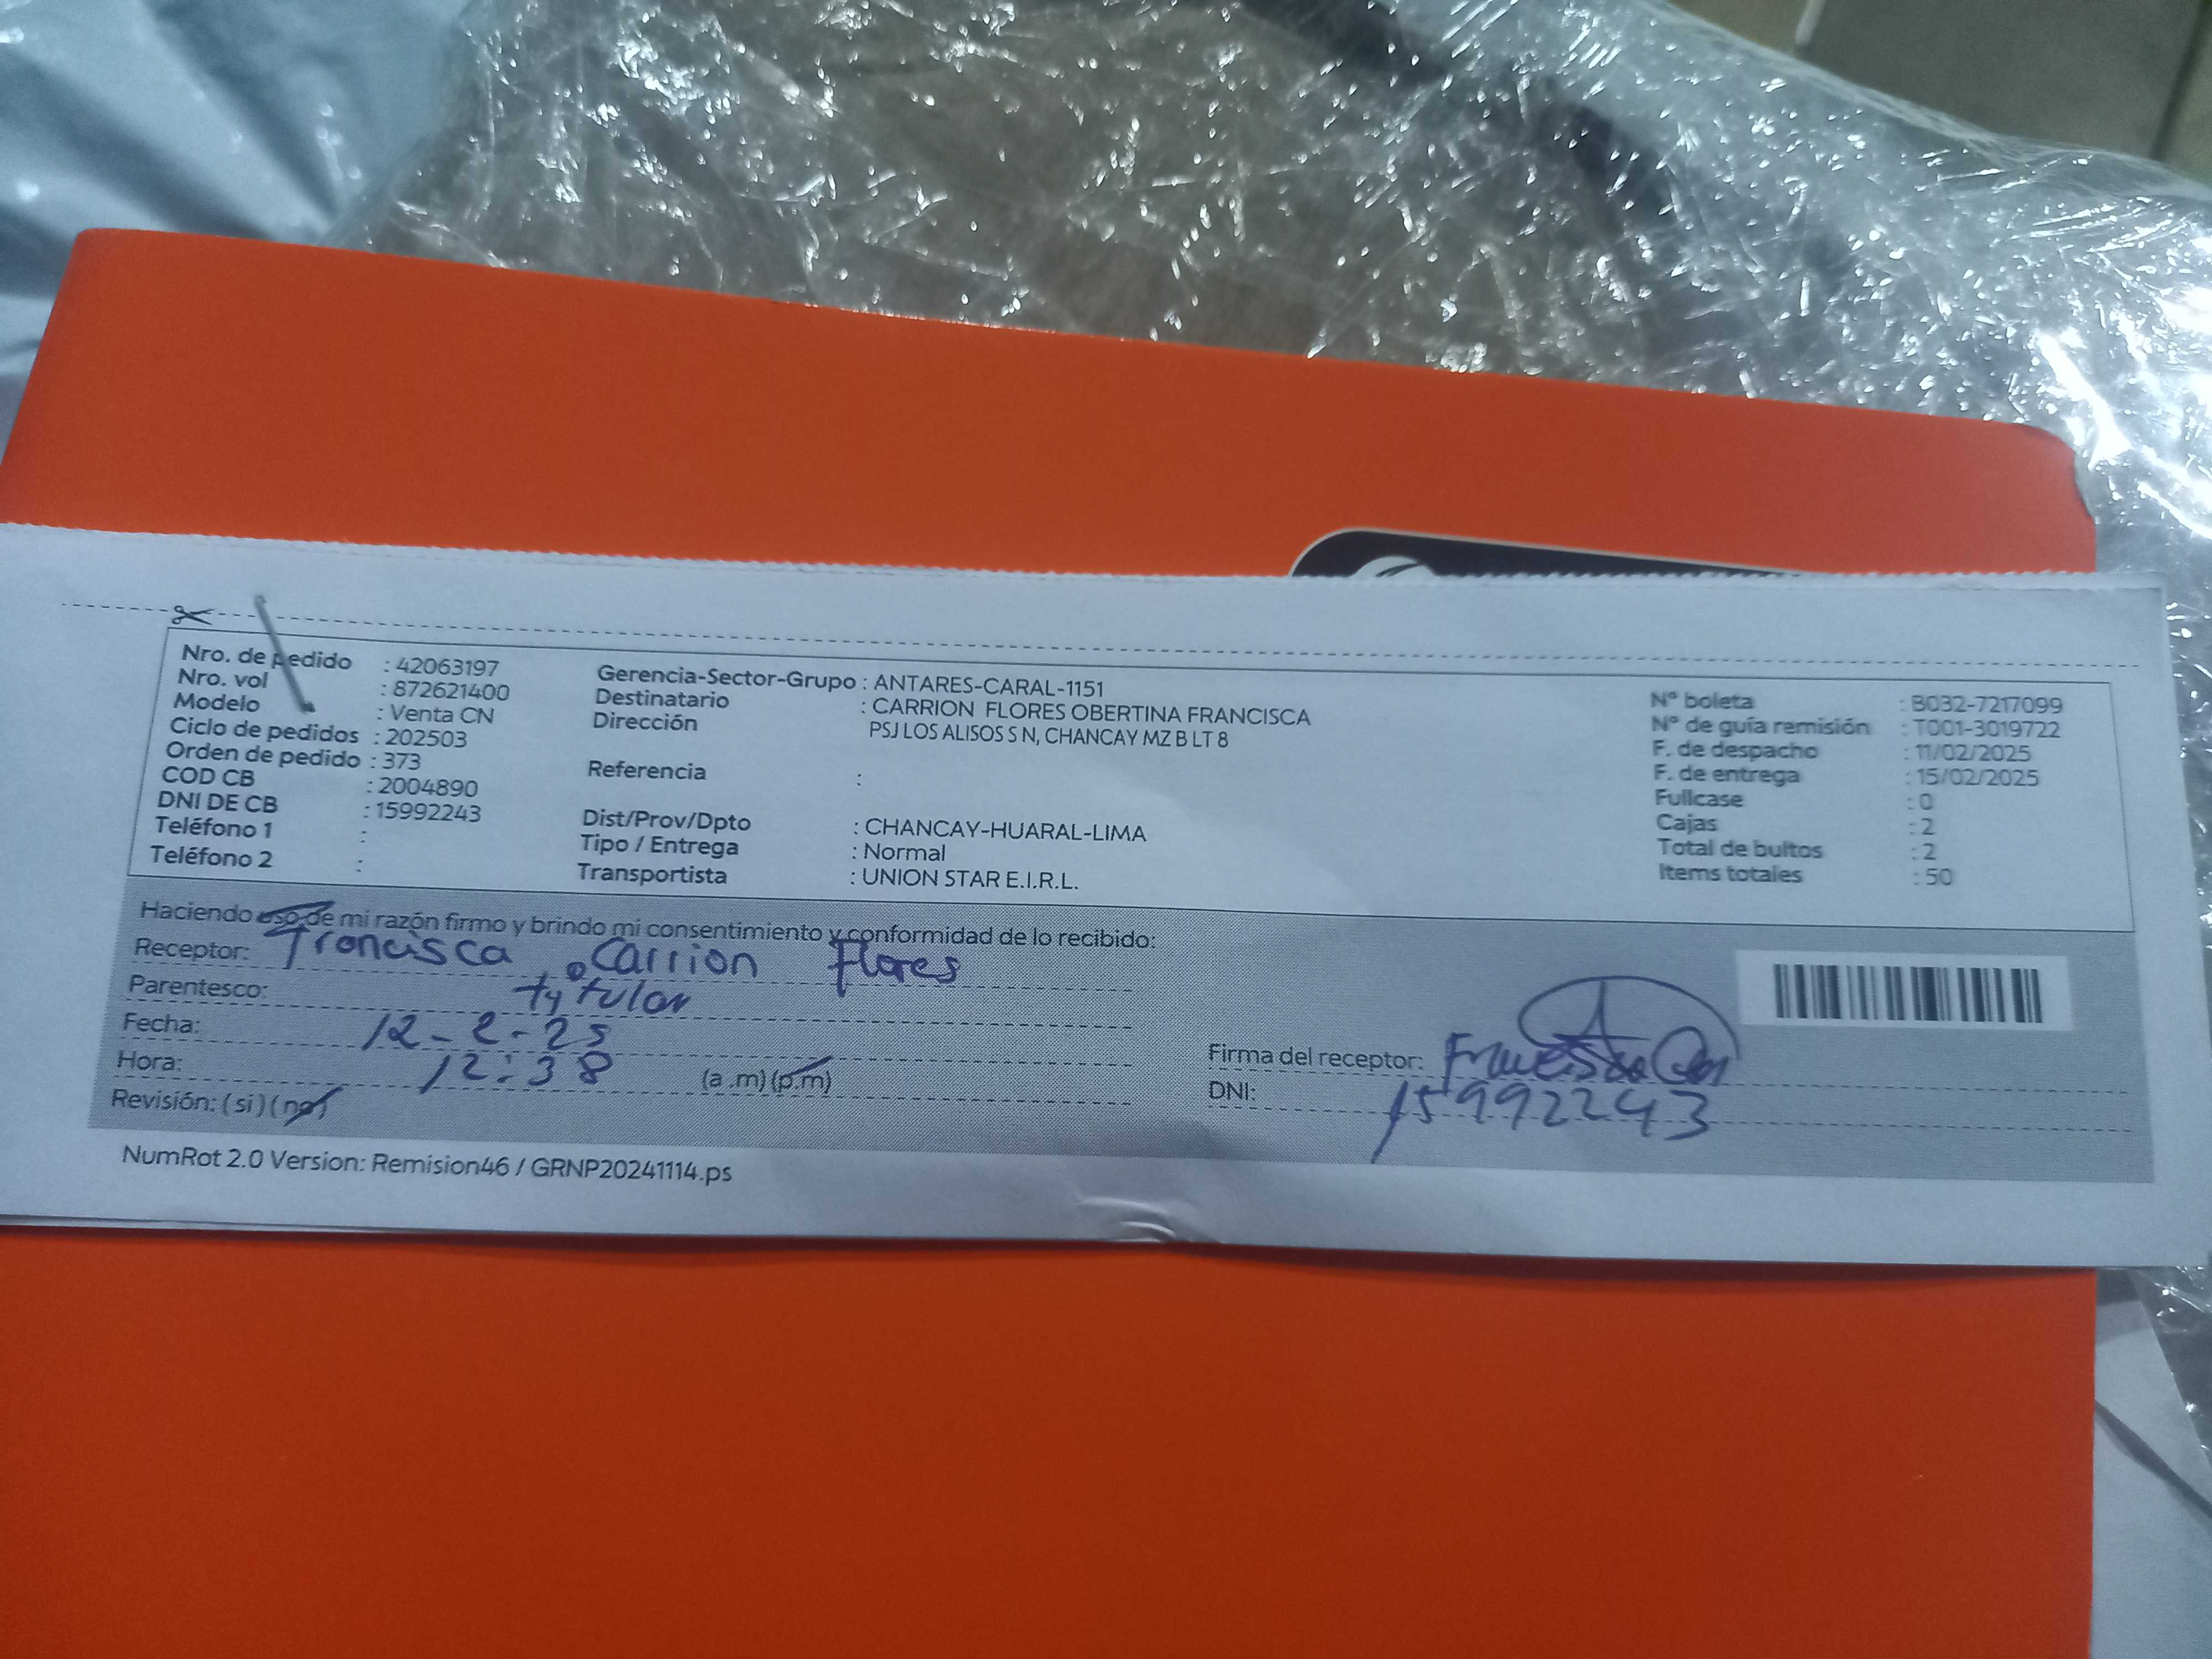 Nro. de pedido : 42063197
Nro. vol : 872621400
Modelo : Venta CN
Ciclo de pedidos : 202503
Orden de pedido : 373
COD CB : 2004890
DNI DE CB : 15992243
Teléfono 1 :
Teléfono 2 :
Gerencia-Sector-Grupo : ANTARES-CARAL-1151
Destinatario : CARRION FLORES OBERTINA FRANCISCA
Dirección PSJ LOS ALISOS S N, CHANCAY MZ B LT 8
Referencia :
Dist/Prov/Dpto : CHANCAY-HUARAL-LIMA
Tipo / Entrega : Normal
Transportista : UNION STAR E.I.R.L.
N° boleta : B032-7217099
N° de guía remisión : T001-3019722
F. de despacho : 11/02/2025
F. de entrega : 15/02/2025
Fullcase : 0
Cajas : 2
Total de bultos : 2
Items totales : 50
Haciendo uso de mi razón firmo y brindo mi consentimiento y conformidad de lo recibido:
Receptor: Francisca Carrion Flores
Parentesco: tytular
Fecha: 12-2-25
Hora: 12:38 (a.m) (p.m)
Revisión: (si) (no)
Firma del receptor:
DNI: 15992243
NumRot 2.0 Version: Remision46 / GRNP20241114.ps